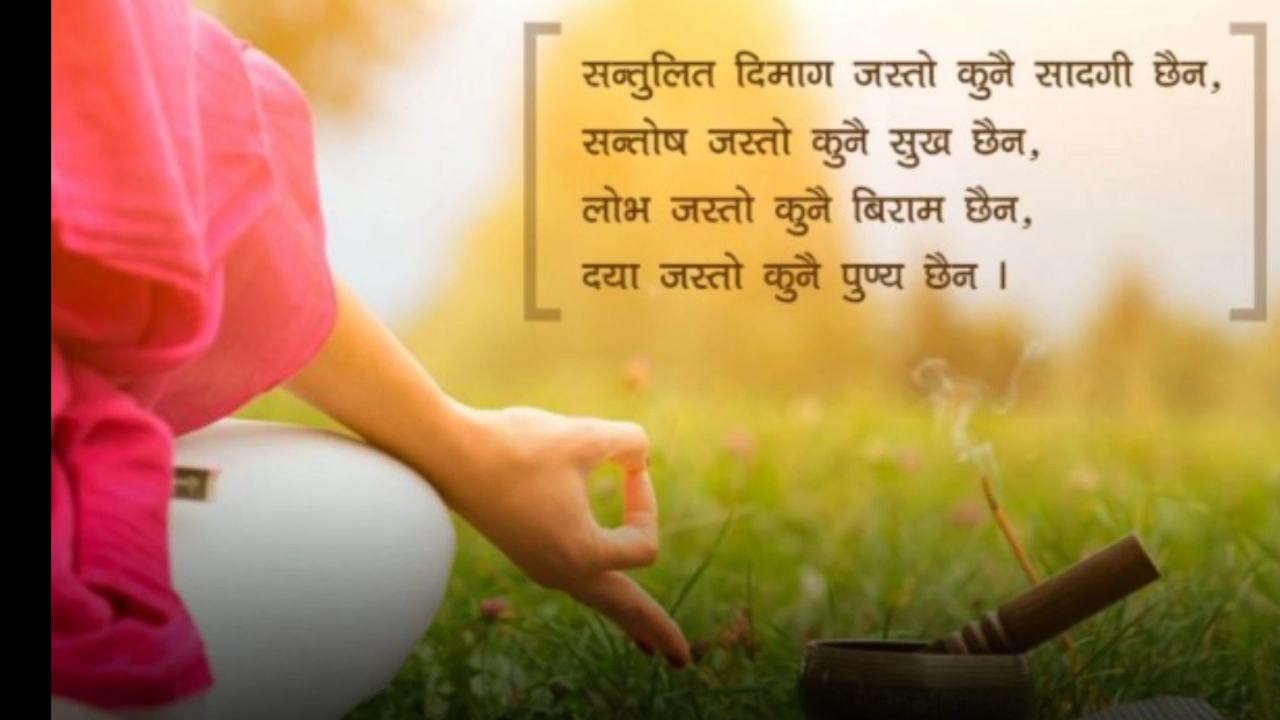 सन्तुलित दिमाग जस्तो कुनै सादगी छैन,
सन्तोष जस्तो कुनै सुख छैन,
लोभ जस्तो कुनै बिराम छैन,
दया जस्तो कुनै पुण्य छैन ।